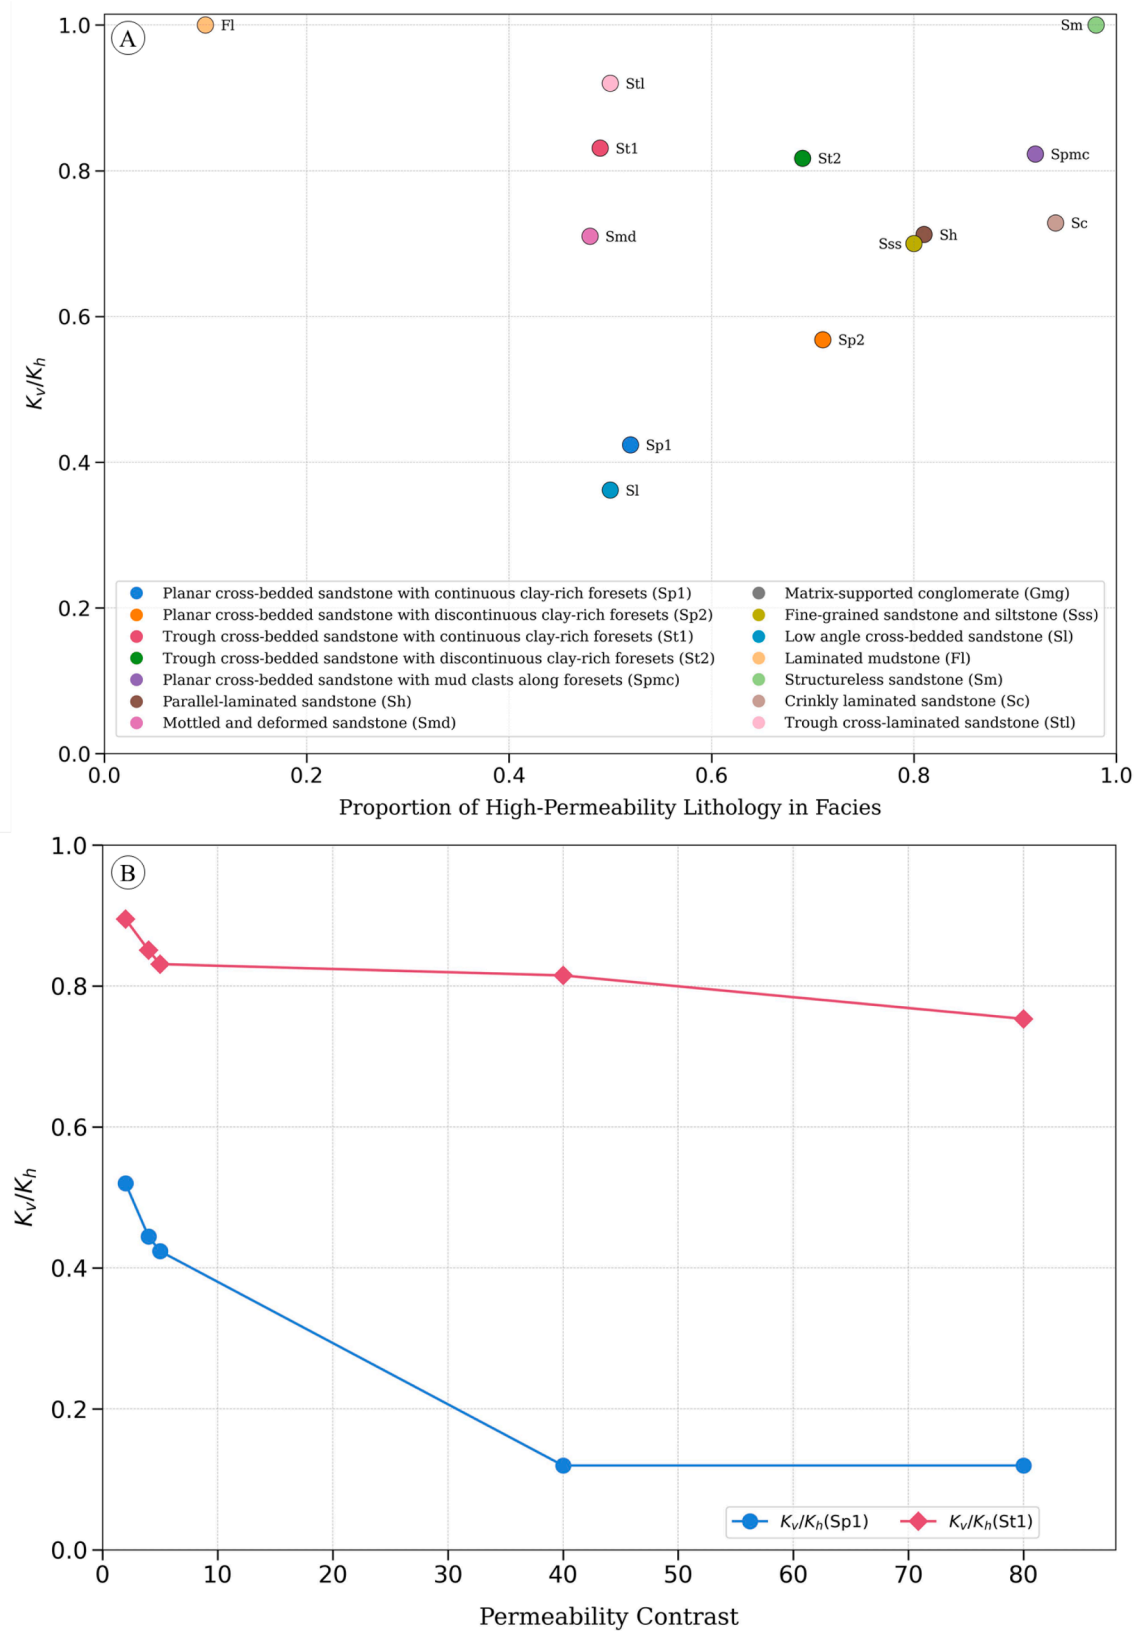 A
1.0
Fl
Sm
Stl
St1
St2
Spmc
0.8
Smd
Sc
Sh
Sss
0.6
Sp2
Kv/Kh
Sp1
0.4
Sl
Planar cross-bedded sandstone with continuous clay-rich foresets (Sp1)
Planar cross-bedded sandstone with discontinuous clay-rich foresets (Sp2)
Trough cross-bedded sandstone with continuous clay-rich foresets (St1)
Trough cross-bedded sandstone with discontinuous clay-rich foresets (St2)
Planar cross-bedded sandstone with mud clasts along foresets (Spmc)
Parallel-laminated sandstone (Sh)
Mottled and deformed sandstone (Smd)
Matrix-supported conglomerate (Gmg)
Fine-grained sandstone and siltstone (Sss)
Low angle cross-bedded sandstone (Sl)
Laminated mudstone (Fl)
Structureless sandstone (Sm)
Crinkly laminated sandstone (Sc)
Trough cross-laminated sandstone (Stl)
0.2
0.0
0.0 0.2 0.4 0.6 0.8 1.0
Proportion of High-Permeability Lithology in Facies
B
1.0
0.8
0.6
Kv/Kh
0.4
0.2
0.0
Kv/Kh(Sp1) Kv/Kh(St1)
0 10 20 30 40 50 60 70 80
Permeability Contrast